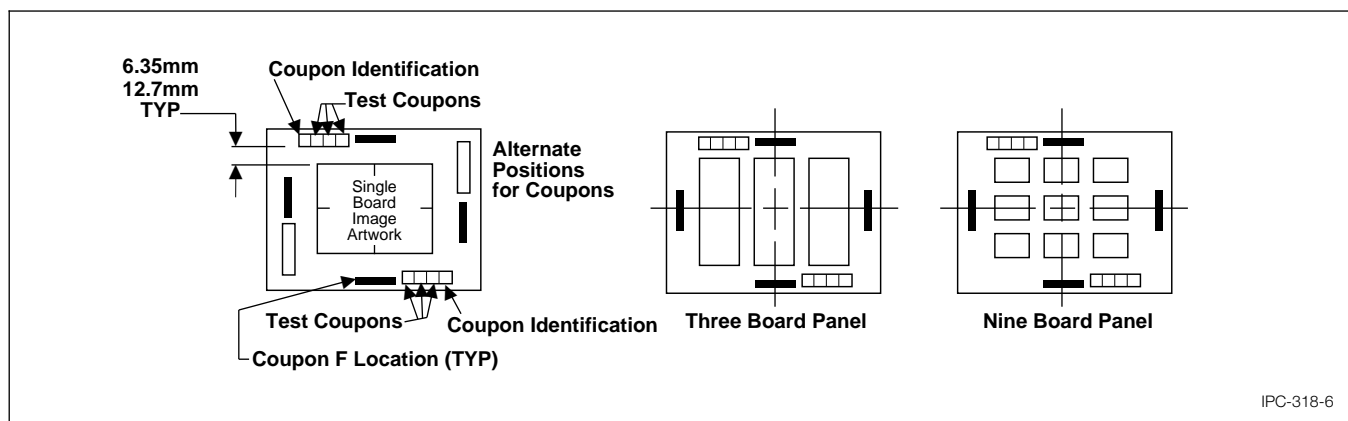 6.35mm
12.7mm
TYP
Coupon Identification
Test Coupons
Alternate
Positions
for Coupons
Single
Board
Image
Artwork
Test Coupons
Coupon Identification
Coupon F Location (TYP)
Three Board Panel
Nine Board Panel
IPC-318-6